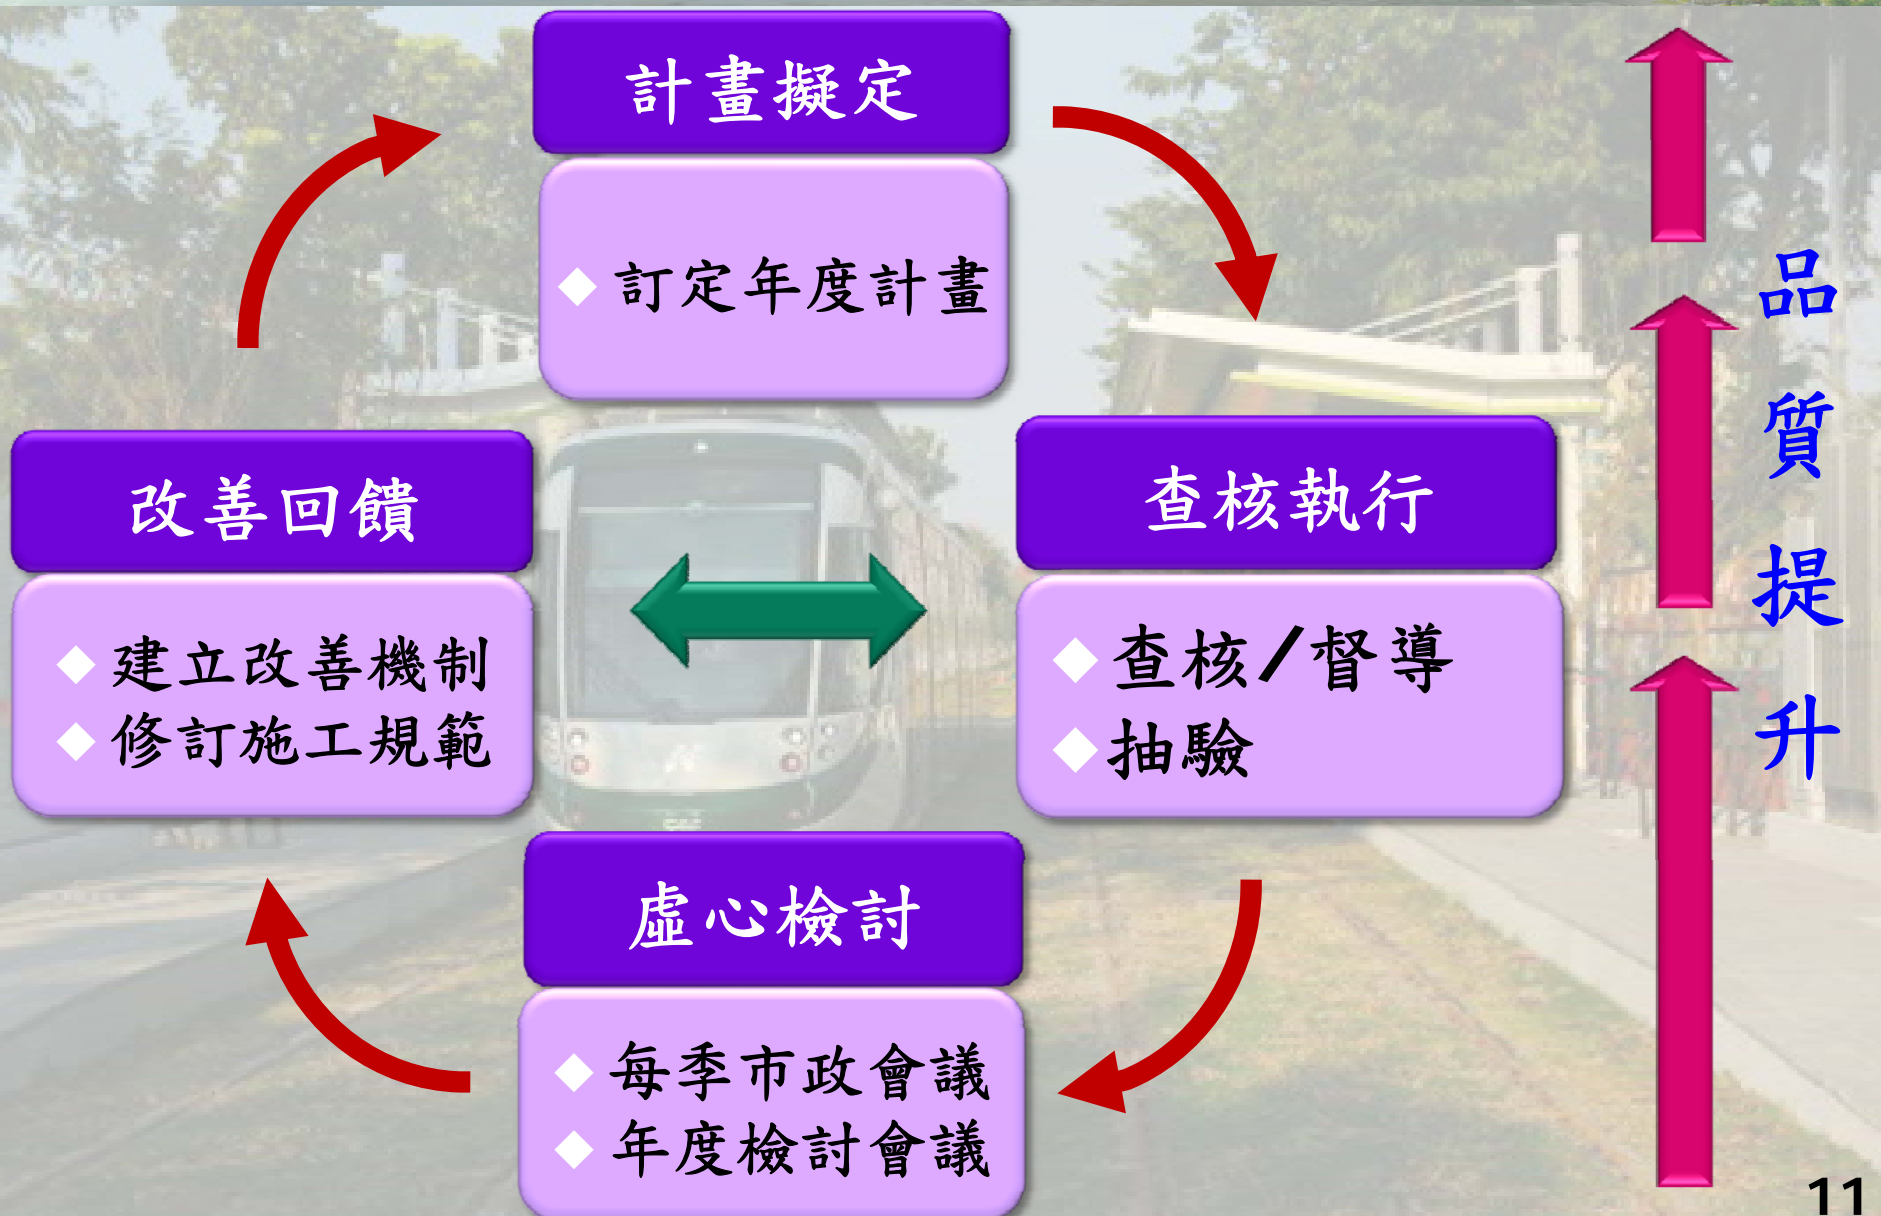 計畫擬定
◆訂定年度計畫
改善回饋
◆建立改善機制
◆修訂施工規範
查核執行
◆查核/督導
◆抽驗
虛心檢討
◆每季市政會議
◆年度檢討會議
品質提升
11